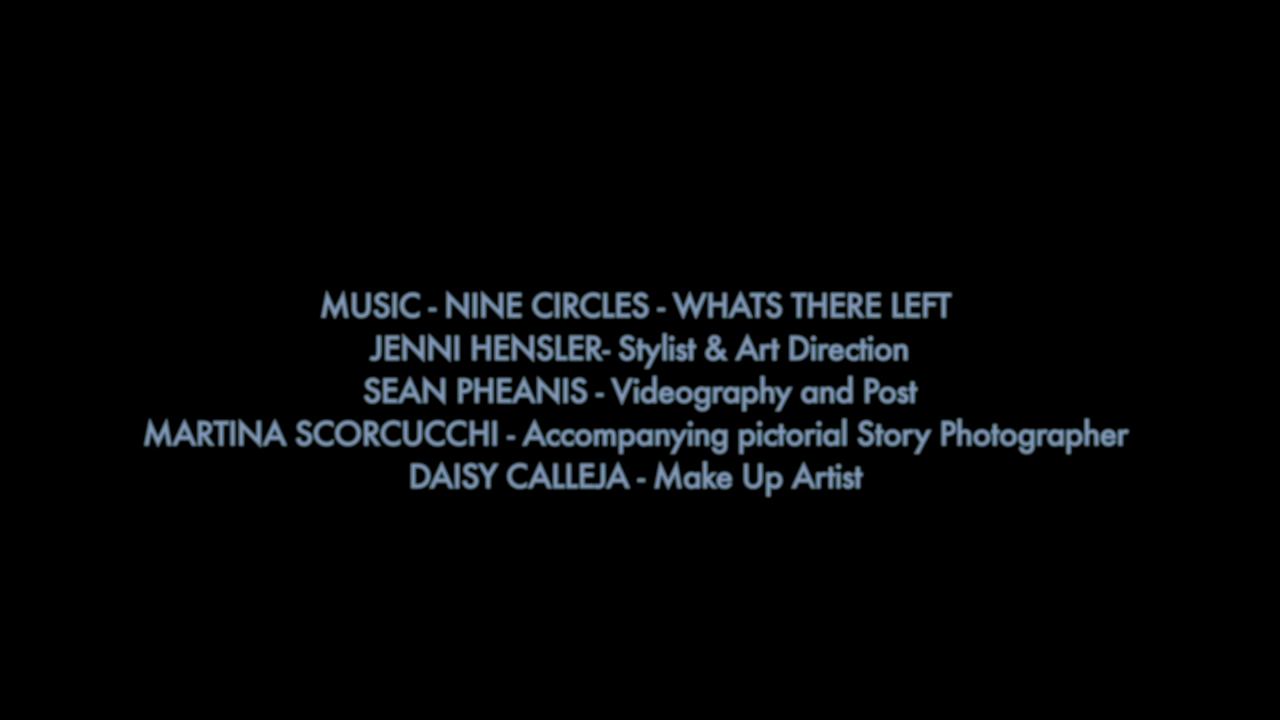 MUSIC - NINE CIRCLES - WHATS THERE LEFT
JENNI HENSLER- Stylist & Art Direction
SEAN PHEANIS - Videography and Post
MARTINA SCORCUCCHI - Accompanying pictorial Story Photographer
DAISY CALLEJA - Make Up Artist